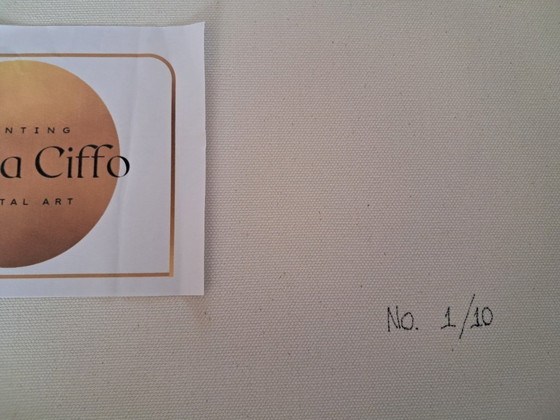 NTING
a Ciffo
TAL ART
No. 1/10